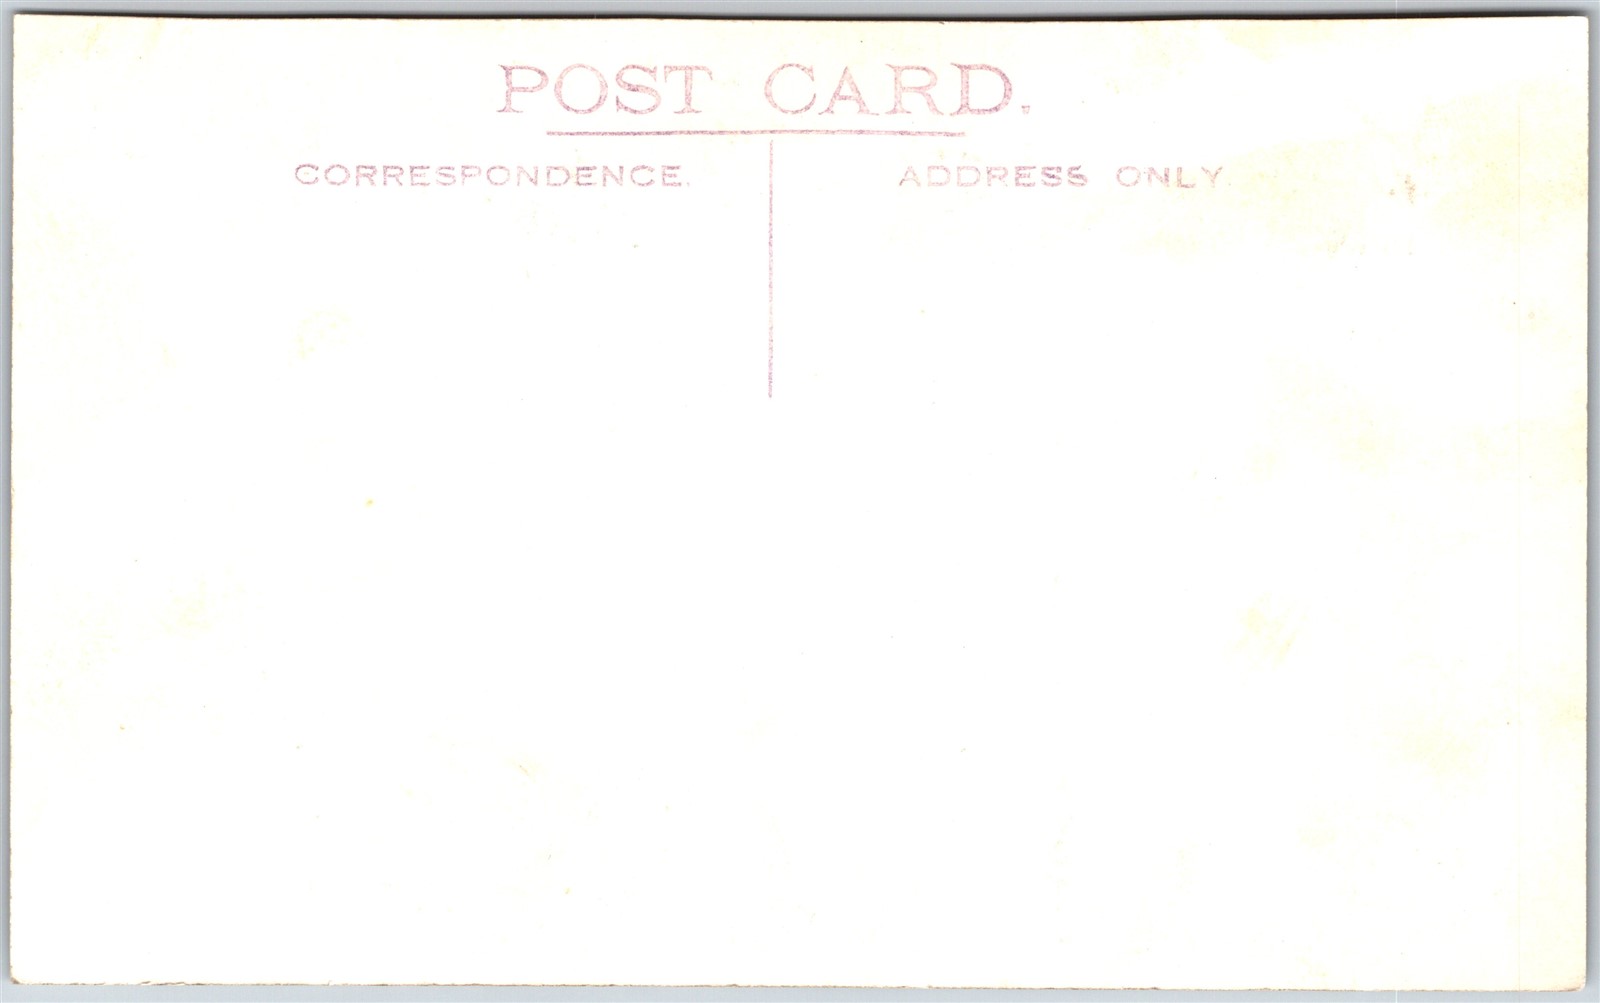 POST CARD.
CORRESPONDENCE.
ADDRESS ONLY.